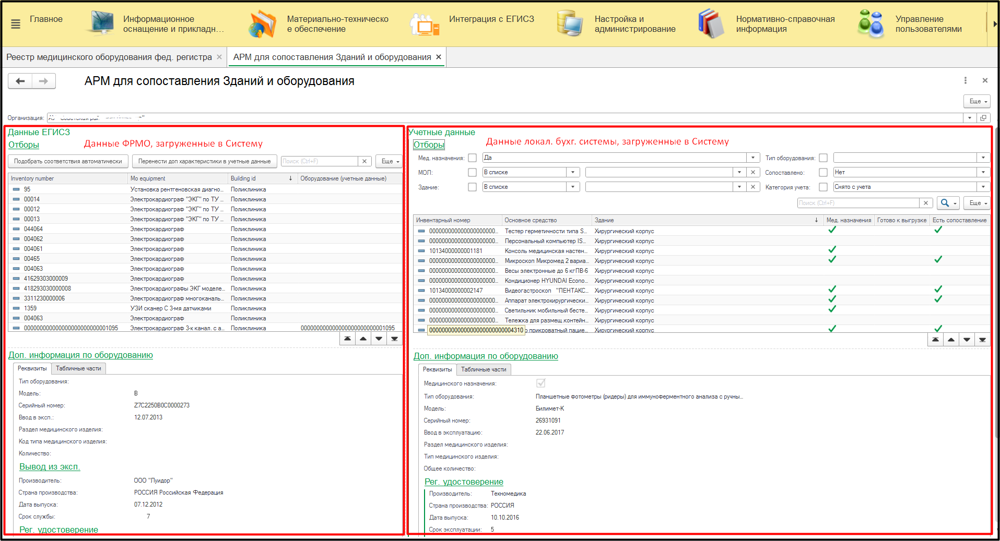 Главное
Информационное
оснащение и прикладн...
Материально-техническо
е обеспечение
Интеграция с ЕГИСЗ
Настройка и
администрирование
Нормативно-справочная
информация
Управление
пользователями
Реестр медицинского оборудования фед. регистра
АРМ для сопоставления Зданий и оборудования
АРМ для сопоставления Зданий и оборудования
Еще
Организация:
Данные ЕГИСЗ
Отборы
Данные ФРМО, загруженные в Систему
Подобрать соответствия автоматически
Перенести доп характеристики в учетные данные
Поиск (Ctrl+F)
Еще
Inventory number Mo equipment Building id Оборудование (учетные данные)
95 Установка рентгеновская диагно... Поликлиника
00014 Электрокардиограф "ЭКГ" по ТУ ... Поликлиника
00012 Электрокардиограф "ЭКГ" по ТУ ... Поликлиника
00013 Электрокардиограф "ЭКГ" по ТУ ... Поликлиника
044064 Электрокардиограф Поликлиника
004062 Электрокардиограф Поликлиника
004061 Электрокардиограф Поликлиника
00465 Электрокардиограф Поликлиника
004063 Электрокардиограф Поликлиника
41629303000009 Электрокардиограф Поликлиника
418293030000008 Электрокардиографы ЭКГ моделе... Поликлиника
3311230000006 Электрокардиограф многоканаль... Поликлиника
1359 УЗИ сканер С 3-мя датчиками Поликлиника
004063 Электрокардиограф Поликлиника
Электрокардиограф 3-х канал. с а... Поликлиника
Доп. информация по оборудованию
Реквизиты Табличные части
Тип оборудования:
Модель: B
Серийный номер: Z7C2250B0C0000273
Ввод в эксп.: 12.07.2013
Раздел медицинского изделия:
Код типа медицинского изделия:
Количество:
Вывод из эксп.
Производитель: ООО "Луидор"
Страна производства: РОССИЯ Российская Федерация
Дата выпуска: 07.12.2012
Срок службы: 7
Рег. удостоверение
Учетные данные
Отборы
Данные локал. бухг. системы, загруженные в Систему
Мед. назначения: Да Тип оборудования:
МОЛ: В списке Сопоставлено: Нет
Здание: В списке Категория учета: Снято с учета
Поиск (Ctrl+F)
Еще
Инвентарный номер Основное средство Здание Мед. назначения Готово к выгрузке Есть сопоставление
Тестер герметичности типа S... Хирургический корпус
Персональный компьютер IS... Хирургический корпус
10134000000001181 Консоль медицинская настен... Хирургический корпус
Микроскоп Микромед 2 вариа... Хирургический корпус
Весы электронные до 6 кгПВ-6 Хирургический корпус
Кондиционер HYUNDAI Econo... Хирургический корпус
10134000000002147 Видеогастроскоп "ПЕНТАКС... Хирургический корпус
Аппарат электрохирургически... Хирургический корпус
Светильник мобильный бесте... Хирургический корпус
Тележка для размещ.контейн... Хирургический корпус
прикроватный пацие... Хирургический корпус
Доп. информация по оборудованию
Реквизиты Табличные части
Медицинского назначения:
Тип оборудования: Планшетные фотометры (ридеры) для иммуноферментного анализа с ручны...
Модель: Билимет-К
Серийный номер: 26931091
Ввод в эксплуатацию: 22.06.2017
Раздел медицинского изделия:
Тип медицинского изделия:
Общее количество:
Рег. удостоверение
Производитель: Техномедика
Страна производства: РОССИЯ
Дата выпуска: 10.10.2016
Срок эксплуатации: 5